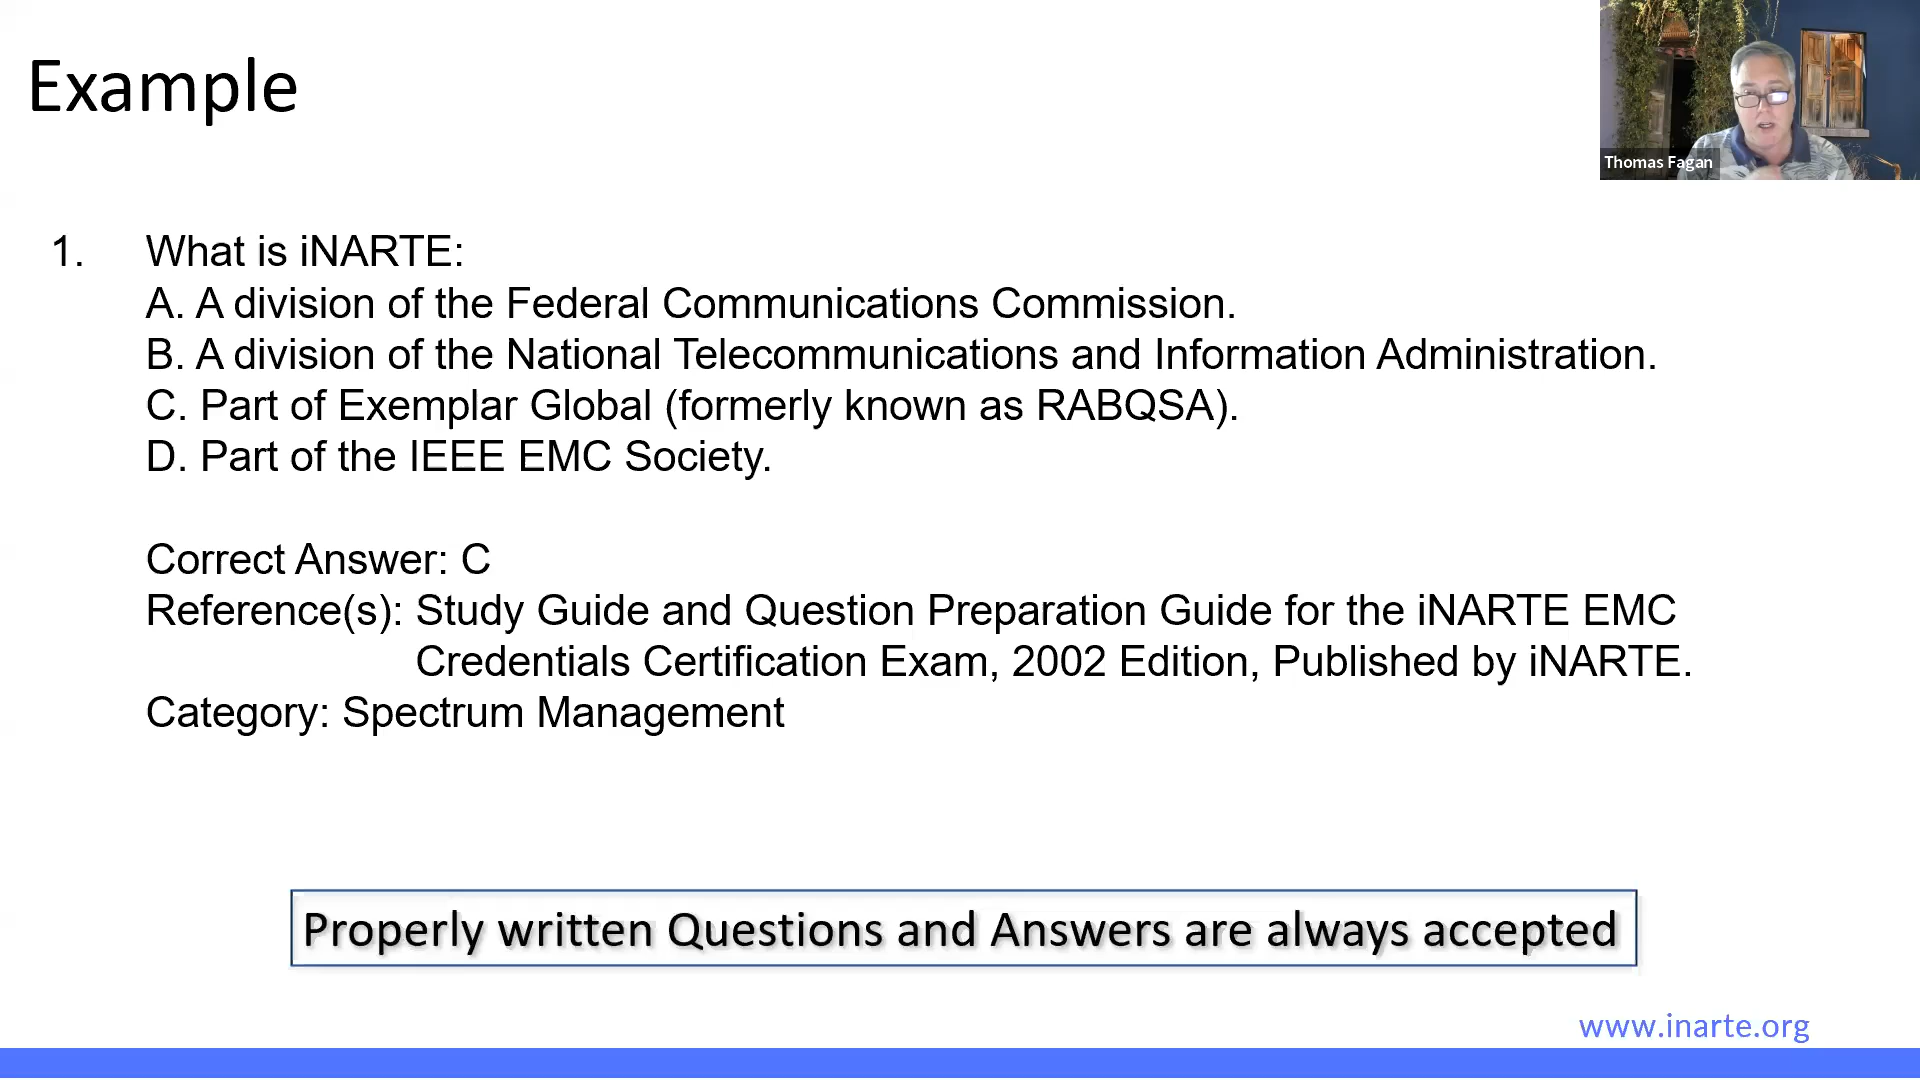 Example
Thomas Fagan
1. What is iNARTE:
A. A division of the Federal Communications Commission.
B. A division of the National Telecommunications and Information Administration.
C. Part of Exemplar Global (formerly known as RABQSA).
D. Part of the IEEE EMC Society.
Correct Answer: C
Reference(s): Study Guide and Question Preparation Guide for the iNARTE EMC
Credentials Certification Exam, 2002 Edition, Published by iNARTE.
Category: Spectrum Management
Properly written Questions and Answers are always accepted
www.inarte.org